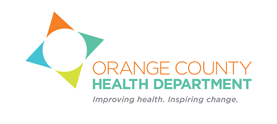 ORANGE COUNTY
HEALTH DEPARTMENT
Improving health. Inspiring change.